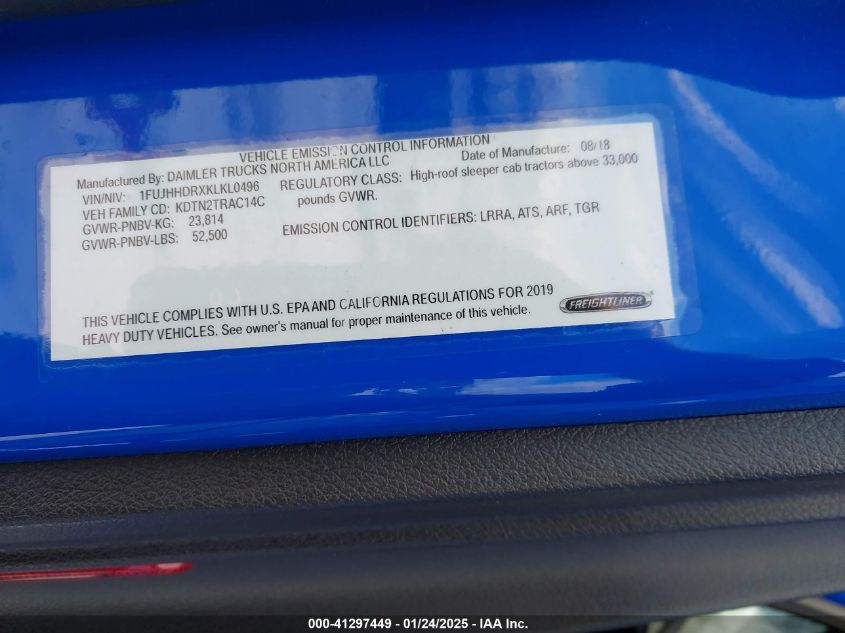 VEHICLE EMISSION CONTROL INFORMATION
Manufactured By: DAIMLER TRUCKS NORTH AMERICA LLC
Date of Manufacture: 08/18
VIN/NIV: 1FUJHHDRXKLKL0496
VEH FAMILY CD: KDTN2TRAC14C
GVWR-PNBV-KG: 23,814
GVWR-PNBV-LBS: 52,500
REGULATORY CLASS: High-roof sleeper cab tractors above 33,000
pounds GVWR.
EMISSION CONTROL IDENTIFIERS: LRRA, ATS, ARF, TGR
THIS VEHICLE COMPLIES WITH U.S. EPA AND CALIFORNIA REGULATIONS FOR 2019
HEAVY DUTY VEHICLES. See owner's manual for proper maintenance of this vehicle.
FREIGHTLINER
000-41297449 - 01/24/2025 - IAA Inc.